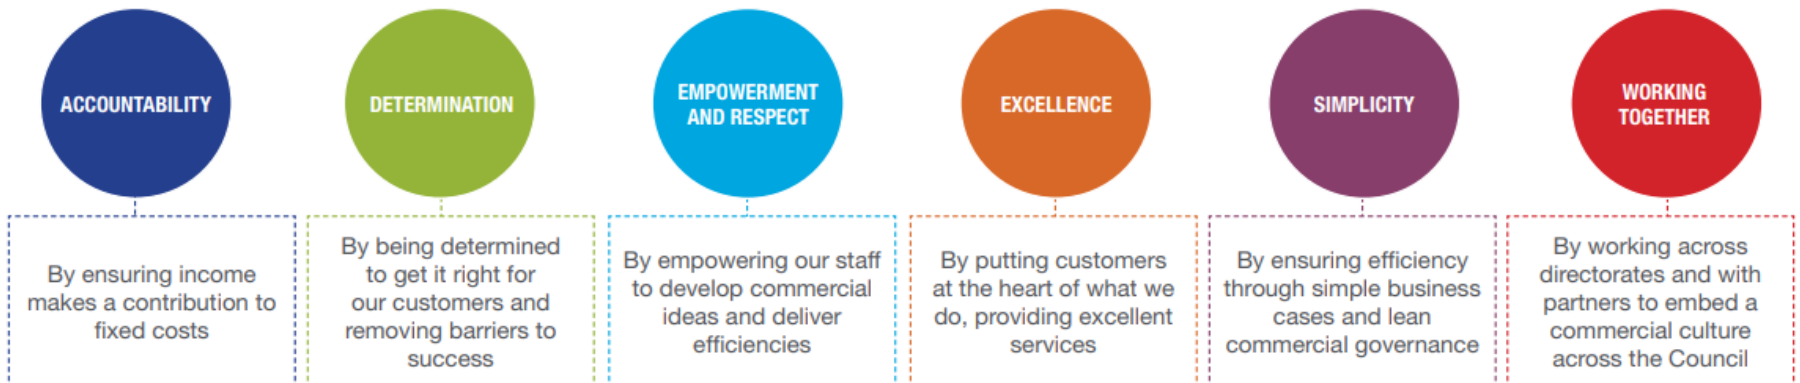 ACCOUNTABILITY
By ensuring income
makes a contribution to
fixed costs
DETERMINATION
By being determined
to get it right for
our customers and
removing barriers to
success
EMPOWERMENT
AND RESPECT
By empowering our staff
to develop commercial
ideas and deliver
efficiencies
EXCELLENCE
By putting customers
at the heart of what we
do, providing excellent
services
SIMPLICITY
By ensuring efficiency
through simple business
cases and lean
commercial governance
WORKING
TOGETHER
By working across
directorates and with
partners to embed a
commercial culture
across the Council